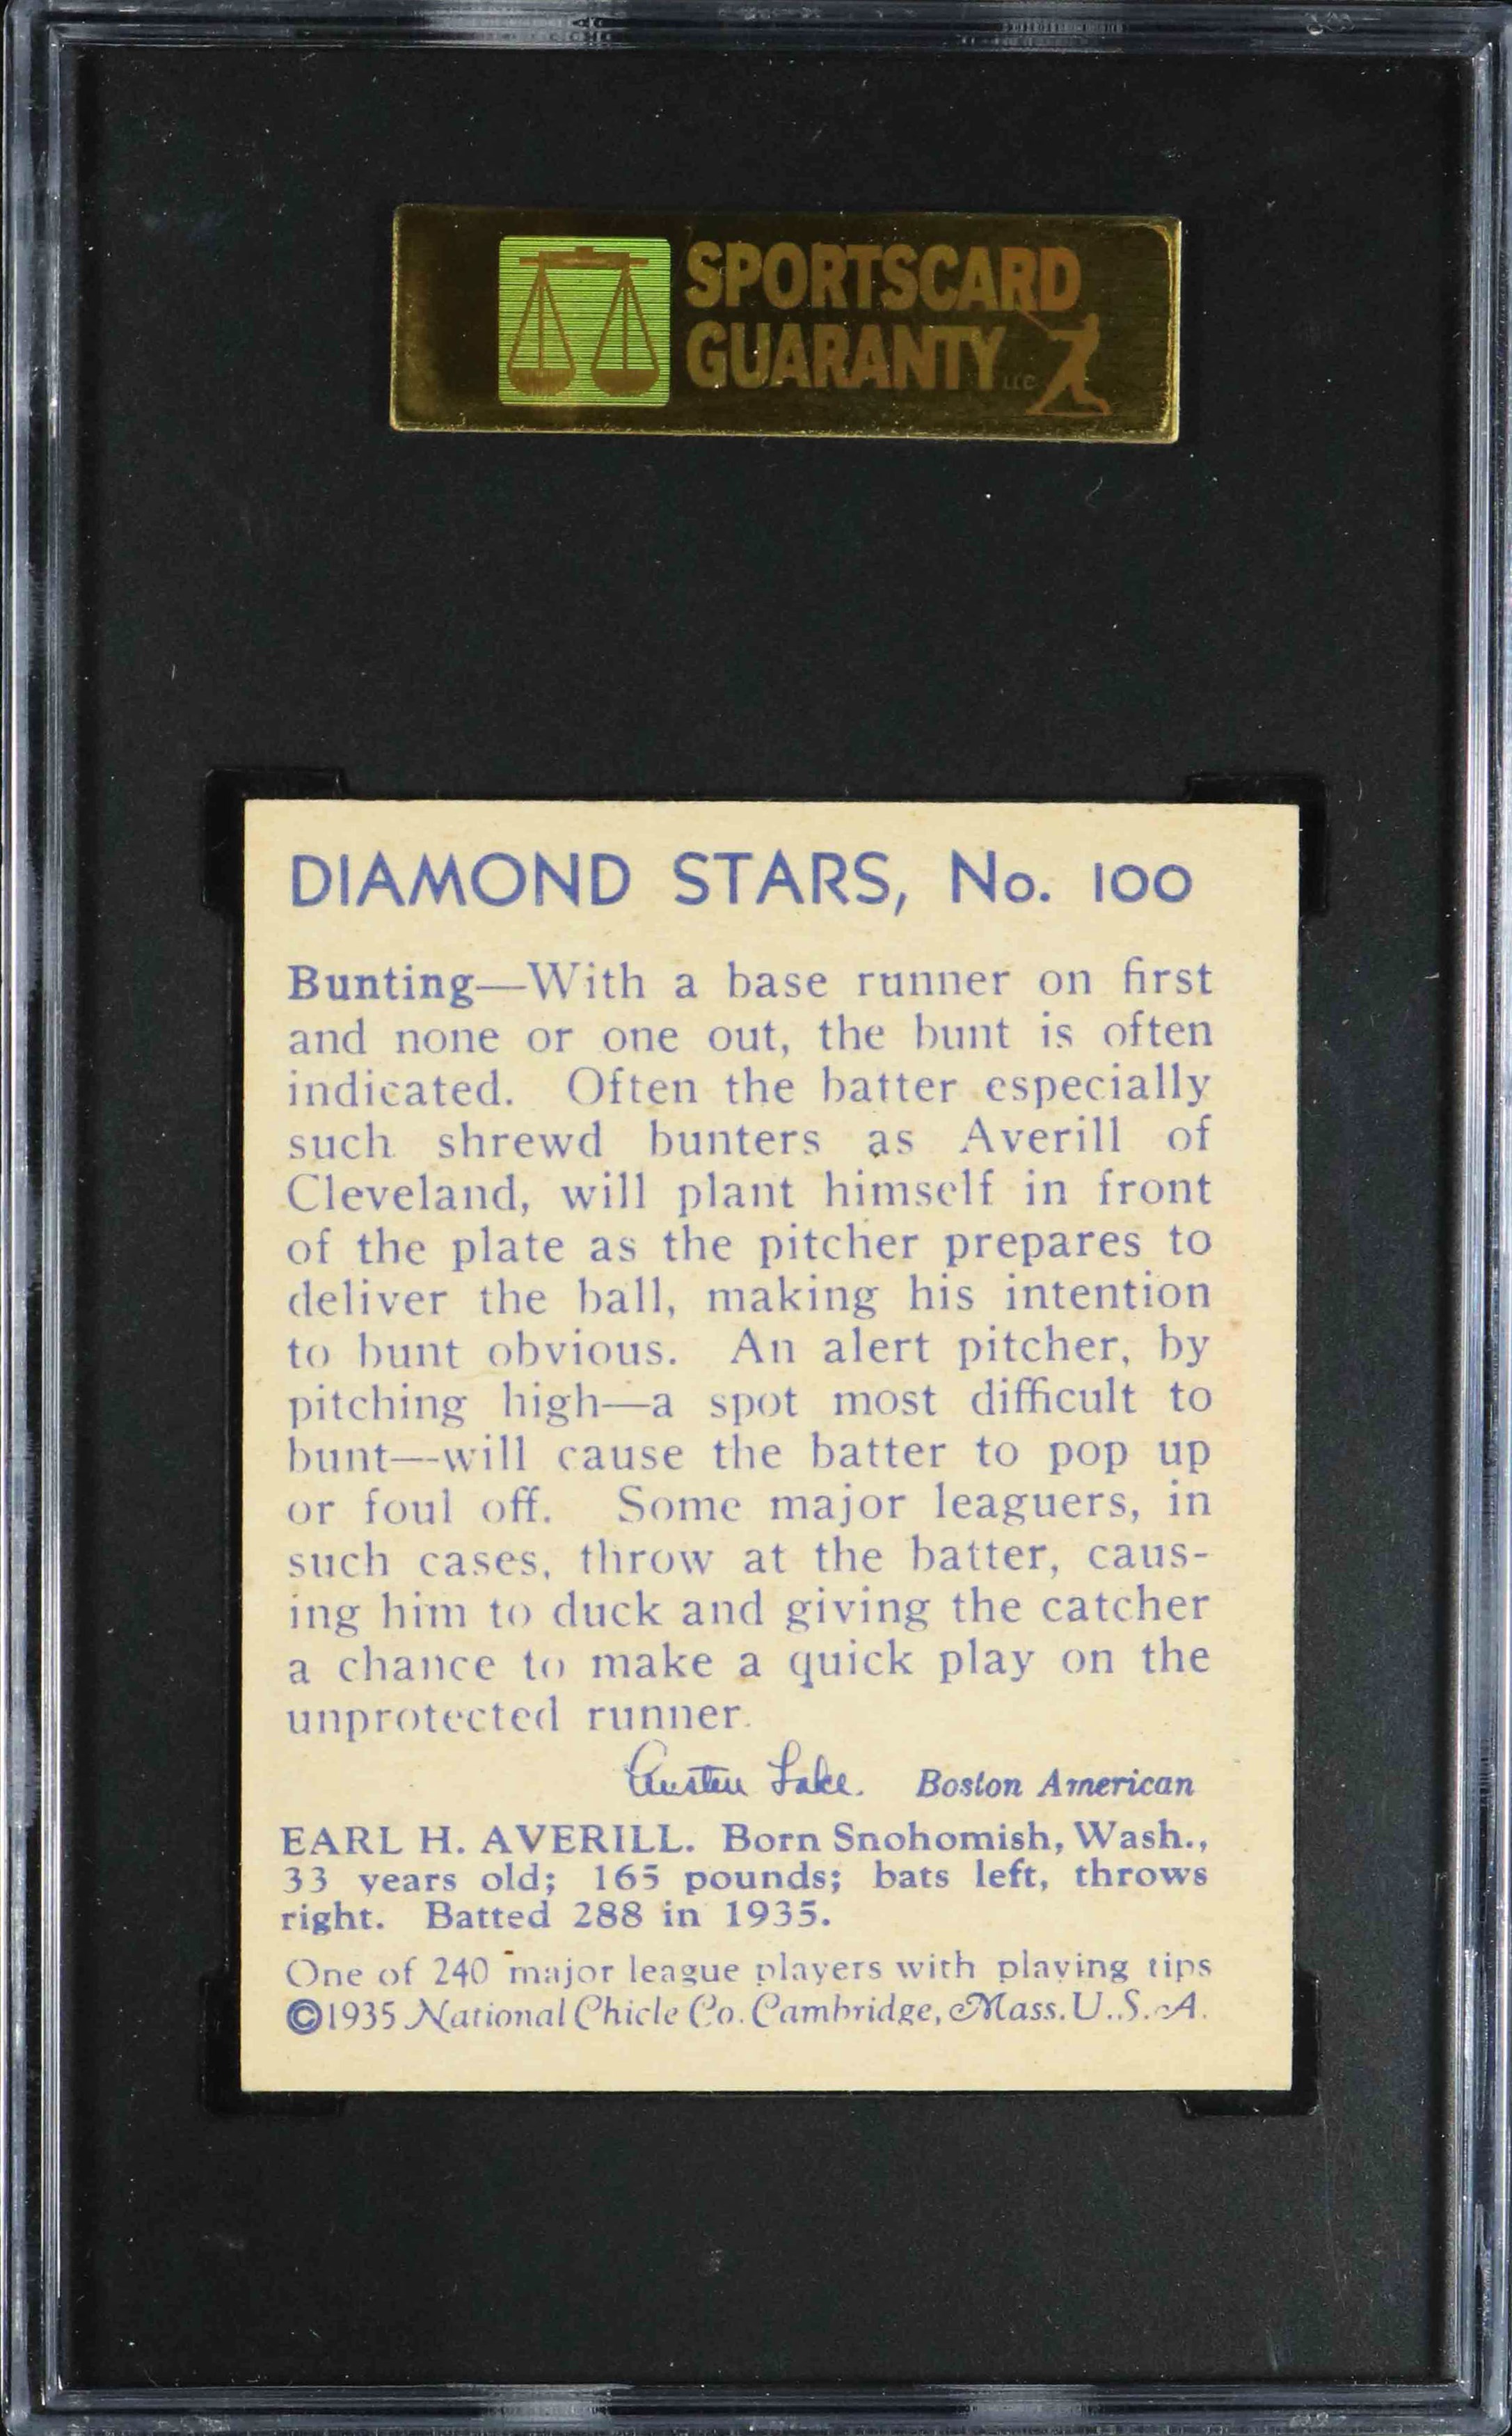 SPORTSCARD
GUARANTY LLC
DIAMOND STARS, No. 100
Bunting—With a base runner on first
and none or one out, the bunt is often
indicated. Often the batter especially
such shrewd bunters as Averill of
Cleveland, will plant himself in front
of the plate as the pitcher prepares to
deliver the ball, making his intention
to bunt obvious. An alert pitcher, by
pitching high—a spot most difficult to
bunt—will cause the batter to pop up
or foul off. Some major leaguers, in
such cases, throw at the batter, caus-
ing him to duck and giving the catcher
a chance to make a quick play on the
unprotected runner.
Austen Lake. Boston American
EARL H. AVERILL. Born Snohomish, Wash.,
33 years old; 165 pounds; bats left, throws
right. Batted 288 in 1935.
One of 240 major league players with playing tips
©1935 National Chicle Co. Cambridge, Mass. U.S.A.